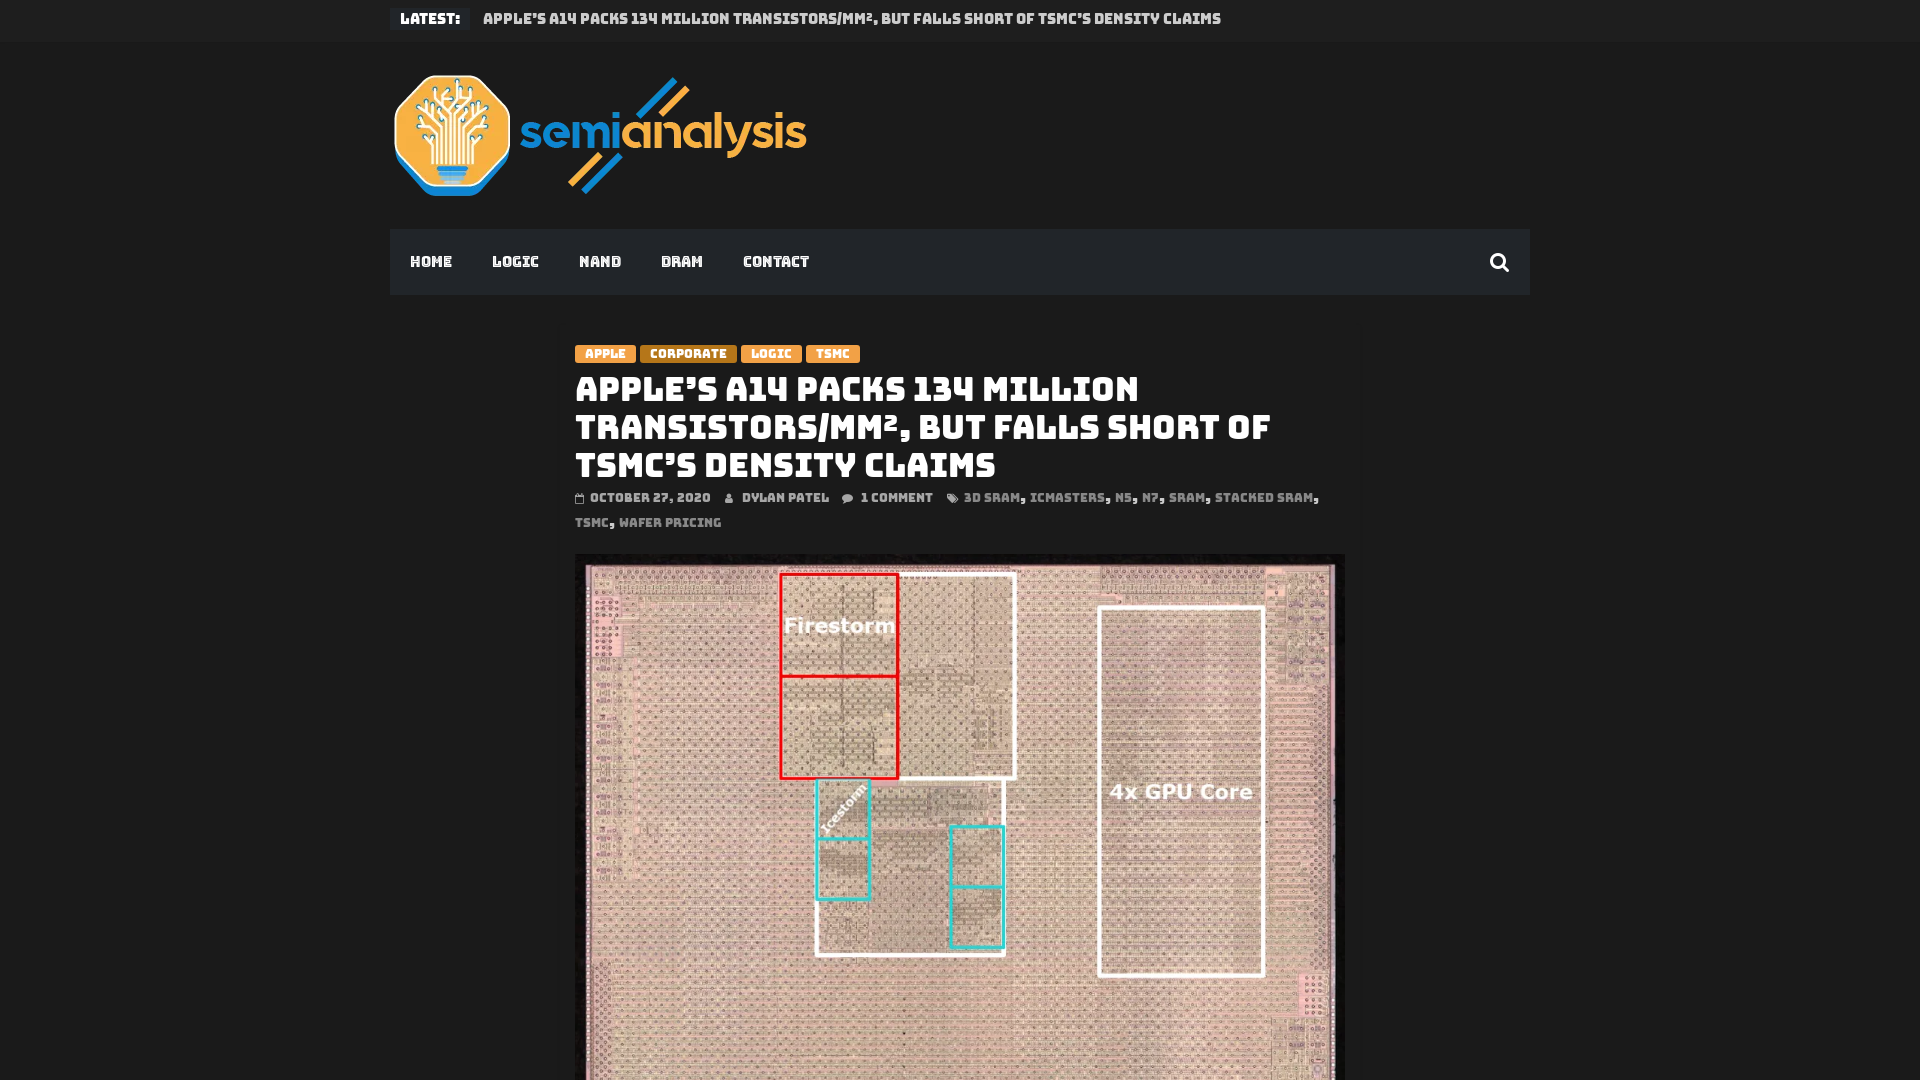 LATEST: APPLE'S A14 PACKS 134 MILLION TRANSISTORS/MM², BUT FALLS SHORT OF TSMC'S DENSITY CLAIMS
semianalysis
HOME LOGIC NAND DRAM CONTACT
APPLE CORPORATE LOGIC TSMC
APPLE'S A14 PACKS 134 MILLION
TRANSISTORS/MM², BUT FALLS SHORT OF
TSMC'S DENSITY CLAIMS
OCTOBER 27, 2020 DYLAN PATEL 1 COMMENT 3D SRAM, ICMASTERS, N5, N7, SRAM, STACKED SRAM,
TSMC, WAFER PRICING
Firestorm
Icestorm
4x GPU Core